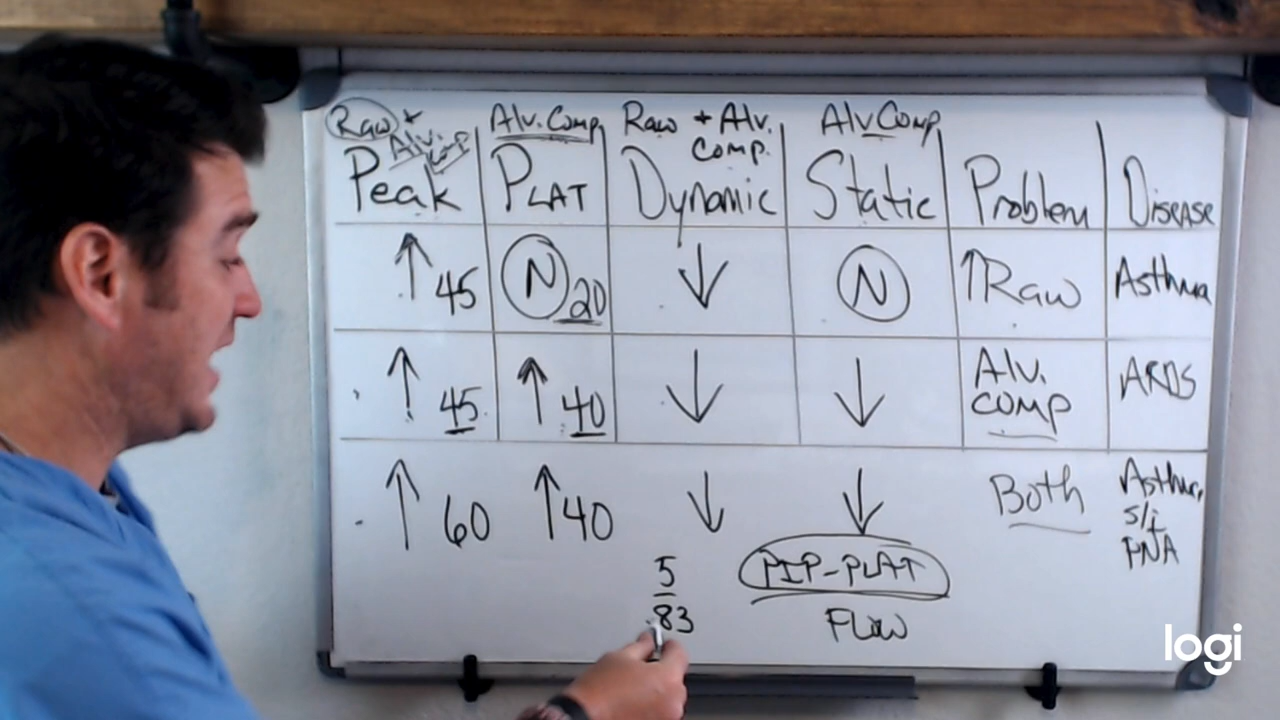 Raw + Alv. Comp
Alv. Comp
Raw + Alv. comp.
Alv Comp
Peak
PLAT
Dynamic
Static
Problem
Disease
↑ 45
N 20
↓
N
↑Raw
Asthma
↑ 45
↑ 40
↓
↓
Alv. comp
ARDS
↑ 60
↑ 40
↓
↓
Both
Asthma
s/i
PNA
5
.83
PIP-PLAT
FLOW
logi